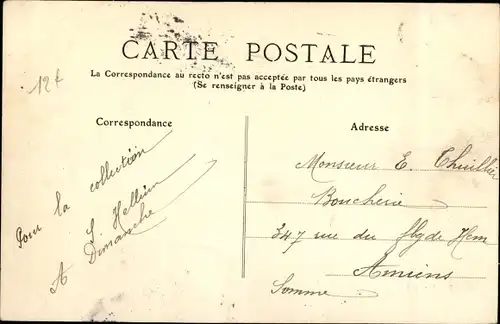 CARTE POSTALE
La Correspondance au recto n'est pas acceptée par tous les pays étrangers
(Se renseigner à la Poste)
12f
Correspondance
Adresse
Pour la collection
A Dimanche
Monsieur E. Thuillier
Boucherie
347 rue du fbg de Hem
Amiens
Somme